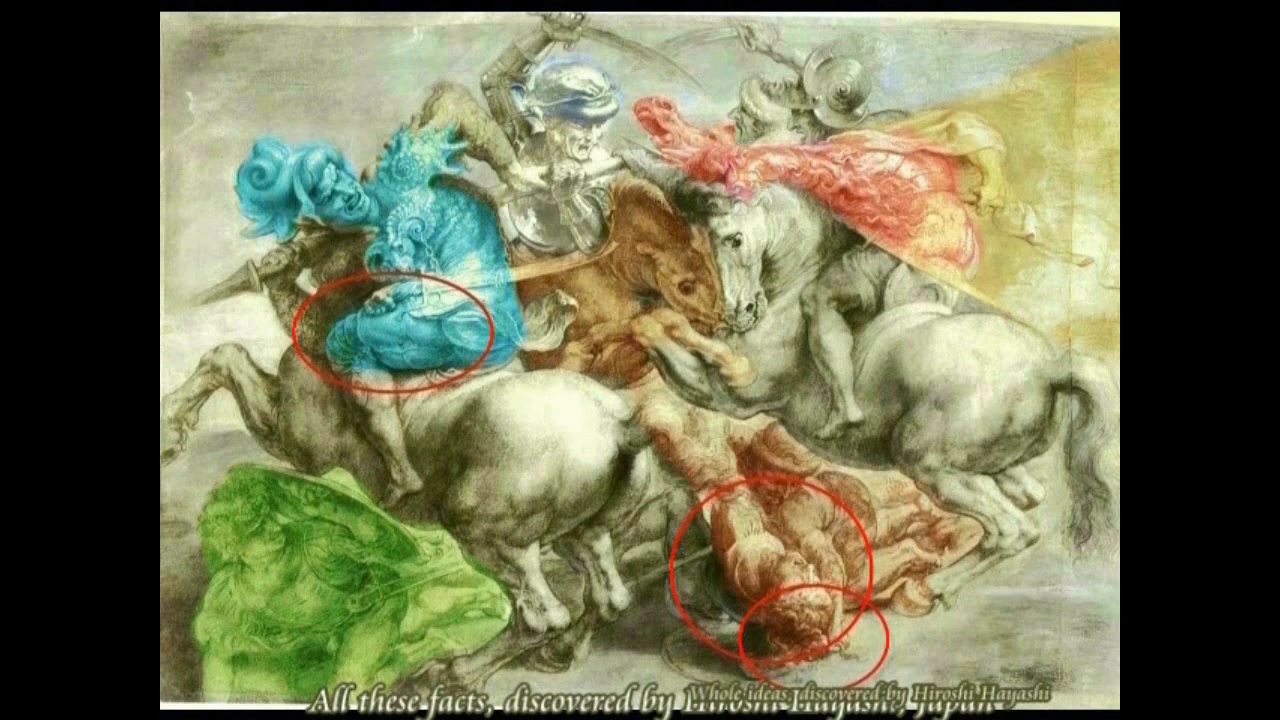 Whole ideas, discovered by Hiroshi Hayashi
All these facts, discovered by Hiroshi Hayashi, Japan